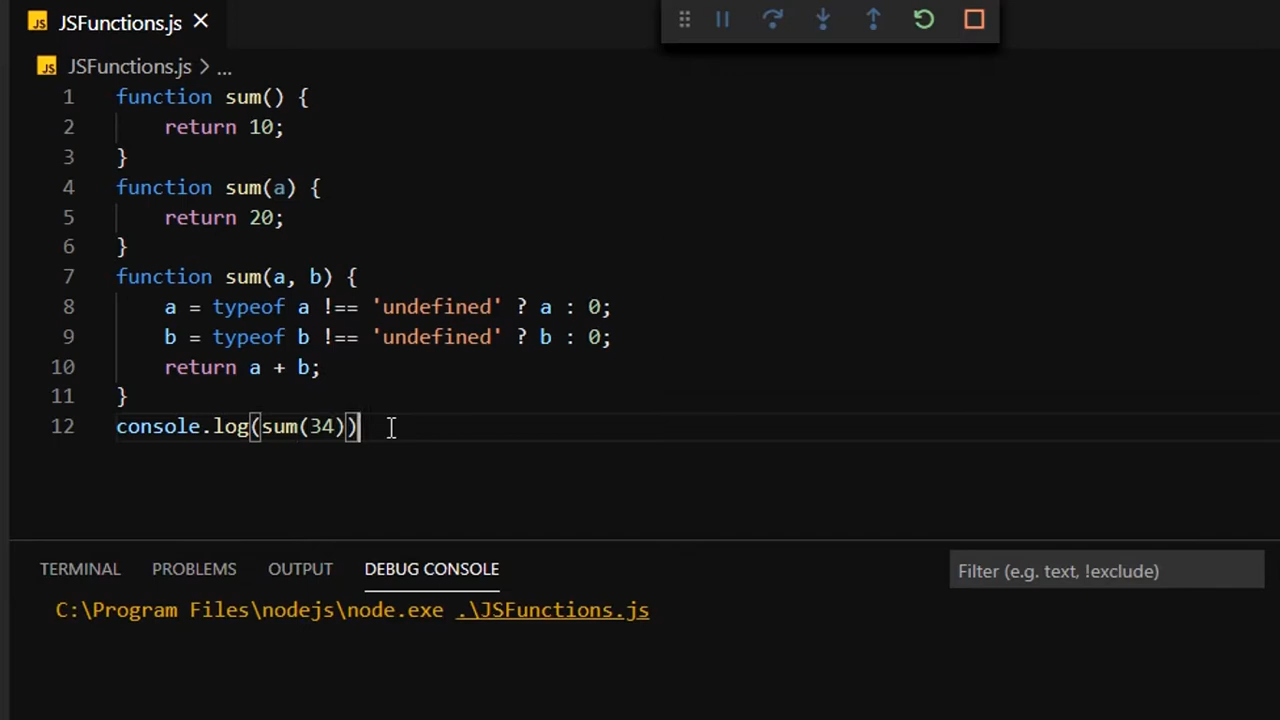 JS JSFunctions.js ×
JS JSFunctions.js > ...
1 function sum() {
2     return 10;
3 }
4 function sum(a) {
5     return 20;
6 }
7 function sum(a, b) {
8     a = typeof a !== 'undefined' ? a : 0;
9     b = typeof b !== 'undefined' ? b : 0;
10     return a + b;
11 }
12 console.log(sum(34))
TERMINAL PROBLEMS OUTPUT DEBUG CONSOLE Filter (e.g. text, !exclude)
C:\Program Files\nodejs\node.exe .\JSFunctions.js